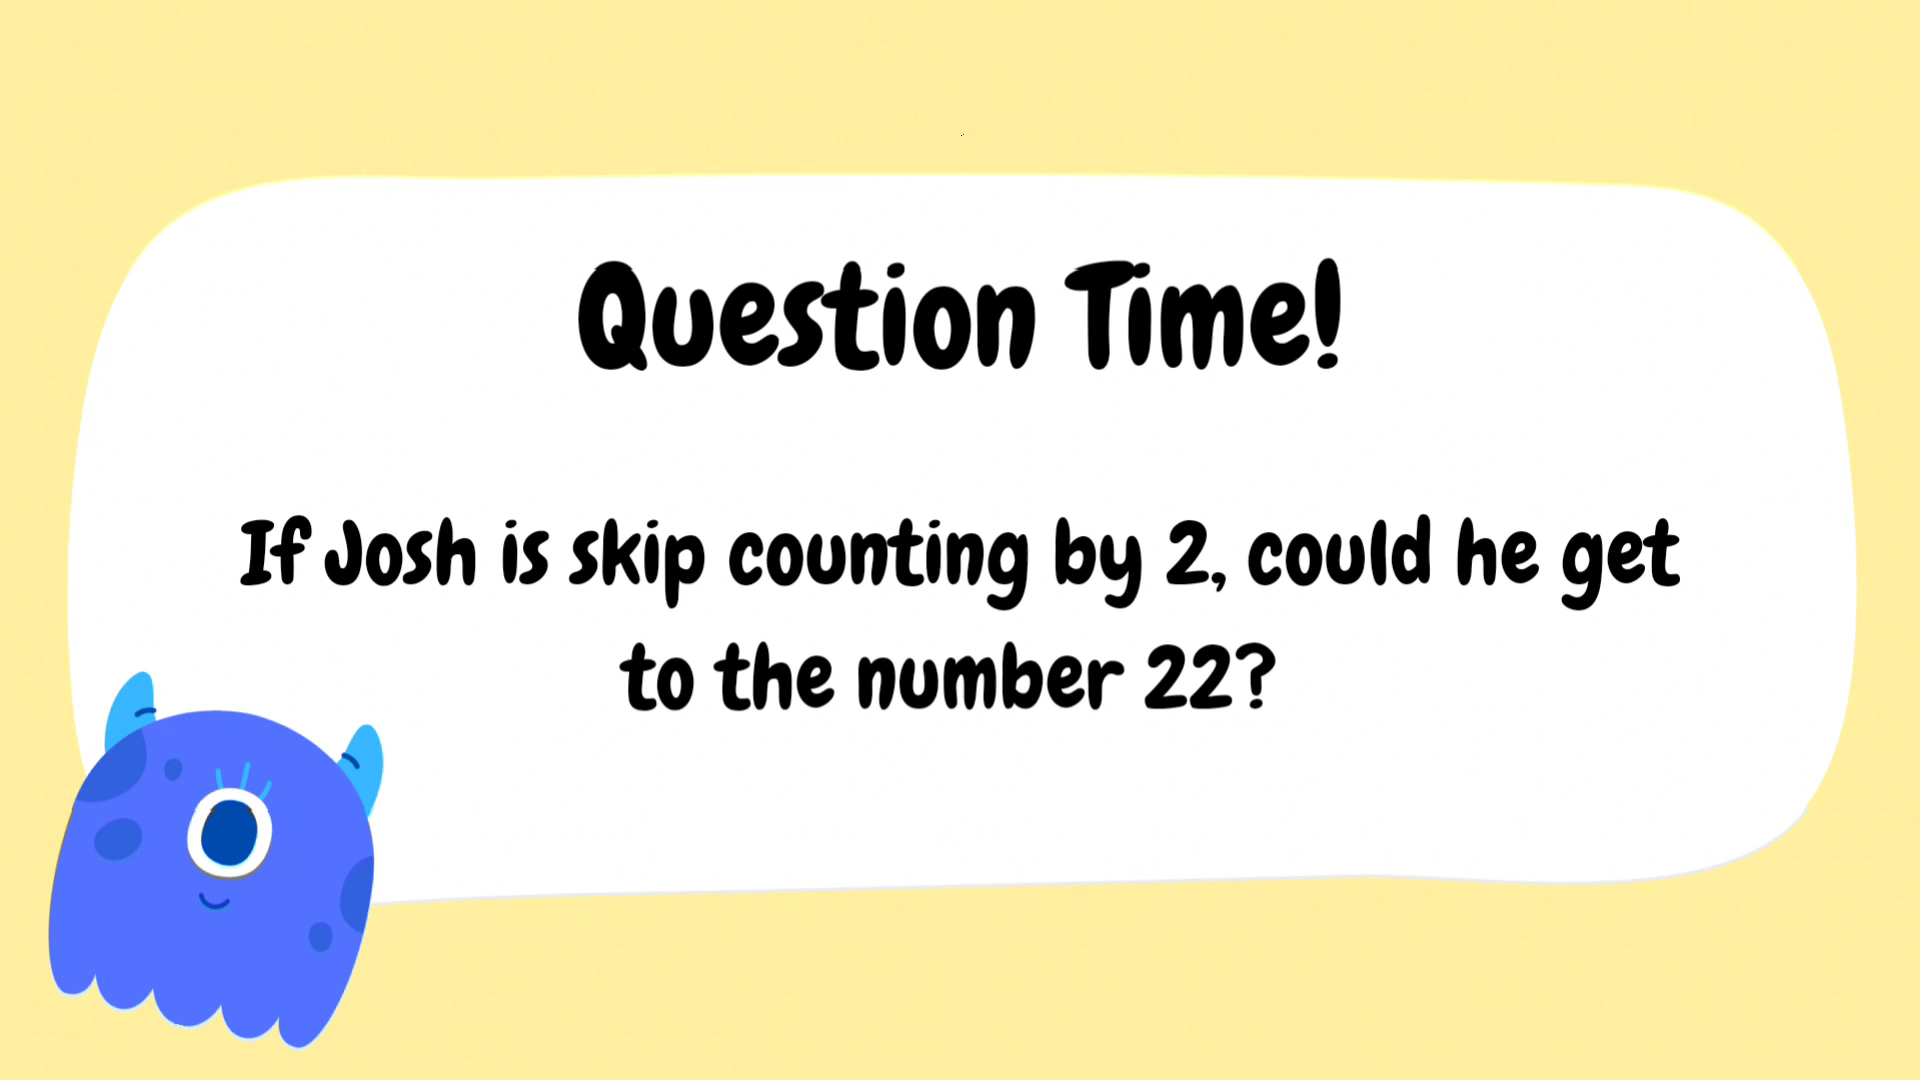 Question Time!
If Josh is skip counting by 2, could he get
to the number 22?